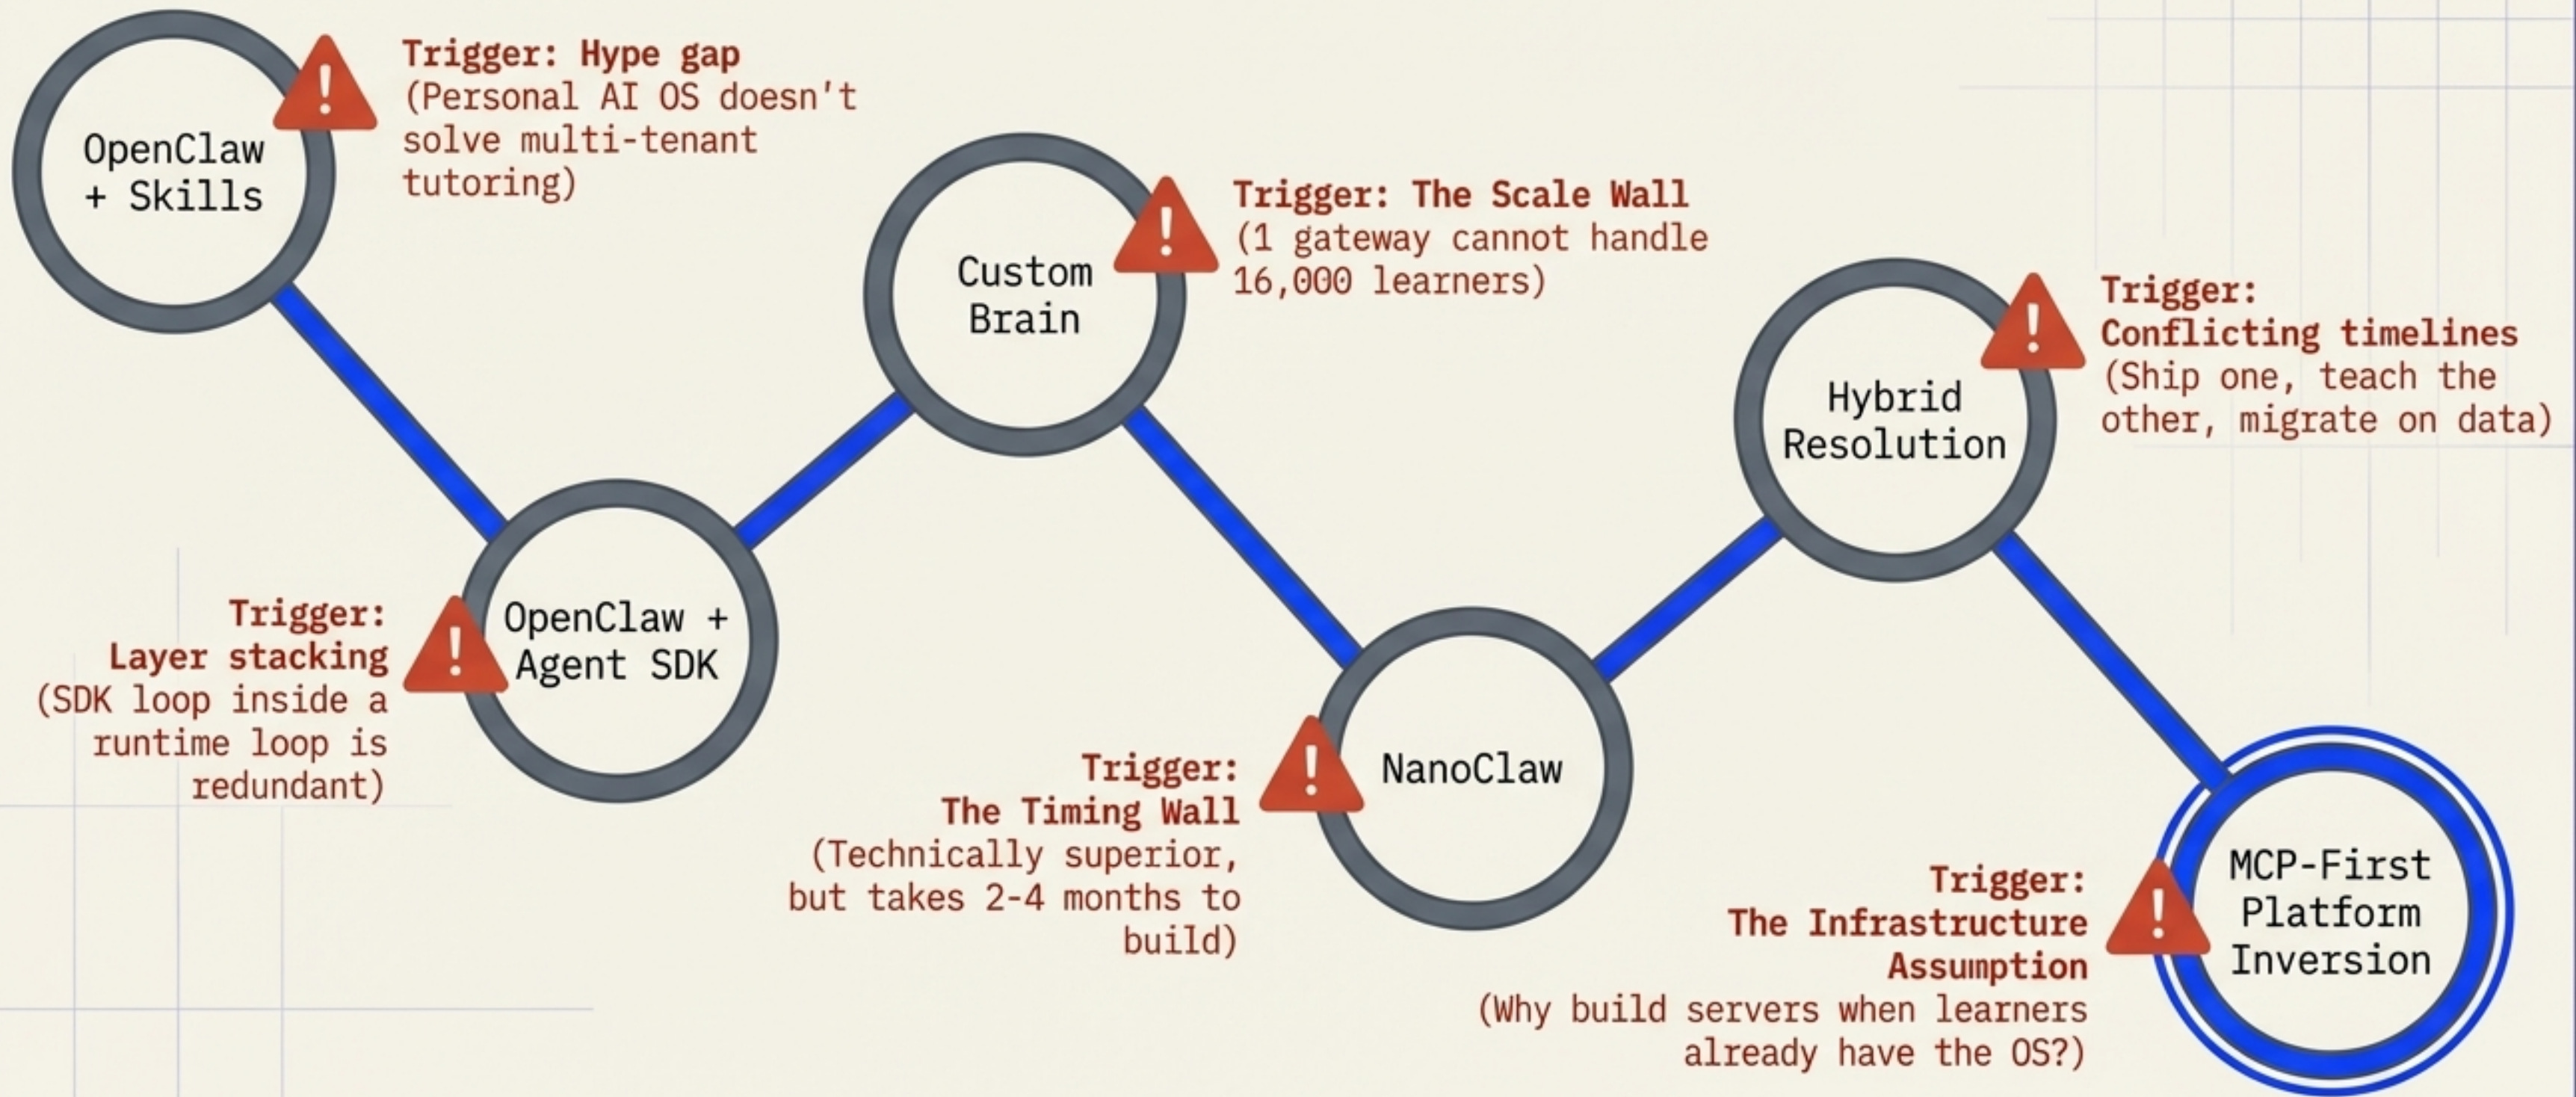 OpenClaw
+ Skills
Trigger: Hype gap
(Personal AI OS doesn't
solve multi-tenant
tutoring)
OpenClaw +
Agent SDK
Trigger:
Layer stacking
(SDK loop inside a
runtime loop is
redundant)
Custom
Brain
Trigger: The Scale Wall
(1 gateway cannot handle
16,000 learners)
NanoClaw
Trigger:
The Timing Wall
(Technically superior,
but takes 2-4 months to
build)
Hybrid
Resolution
Trigger:
Conflicting timelines
(Ship one, teach the
other, migrate on data)
MCP-First
Platform
Inversion
Trigger:
The Infrastructure
Assumption
(Why build servers when learners
already have the OS?)